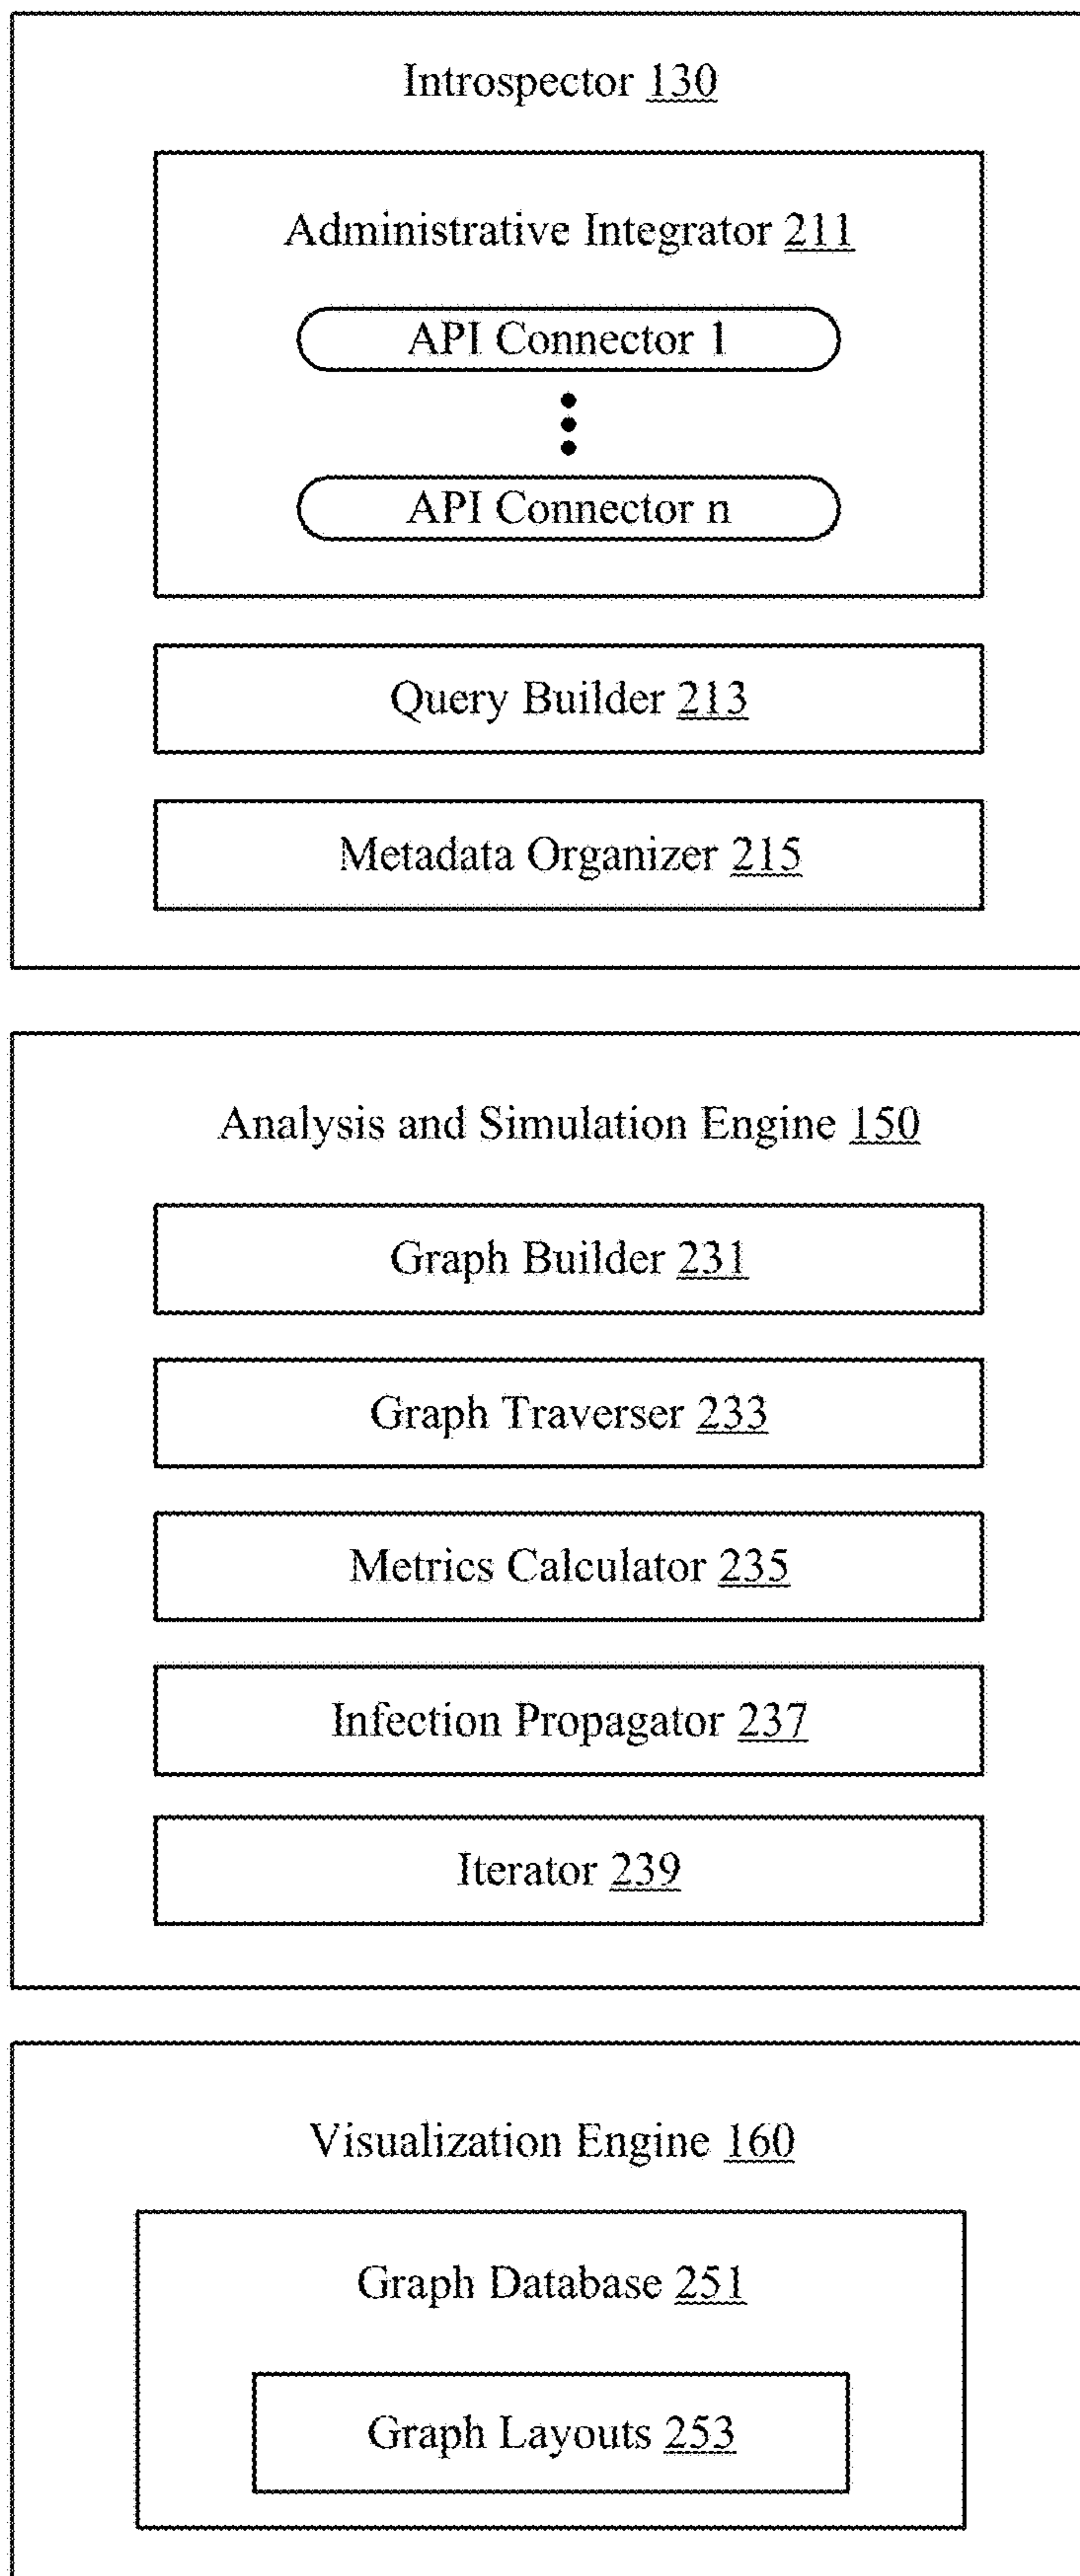 Introspector 130
Administrative Integrator 211
API Connector 1
API Connector n
Query Builder 213
Metadata Organizer 215
Analysis and Simulation Engine 150
Graph Builder 231
Graph Traverser 233
Metrics Calculator 235
Infection Propagator 237
Iterator 239
Visualization Engine 160
Graph Database 251
Graph Layouts 253